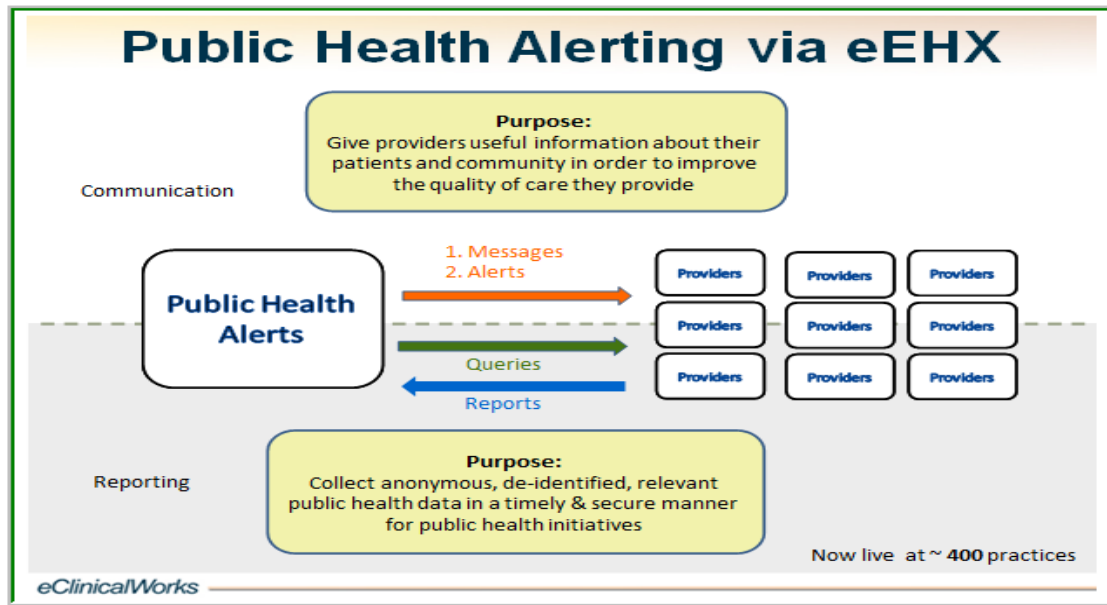 Public Health Alerting via eEHX
Purpose:
Give providers useful information about their
patients and community in order to improve
the quality of care they provide
Communication
1. Messages
2. Alerts
Public Health
Alerts
Providers
Providers
Providers
Providers
Providers
Providers
Queries
Providers
Providers
Providers
Reports
Purpose:
Collect anonymous, de-identified, relevant
public health data in a timely & secure manner
for public health initiatives
Reporting
Now live at ~ 400 practices
eClinicalWorks